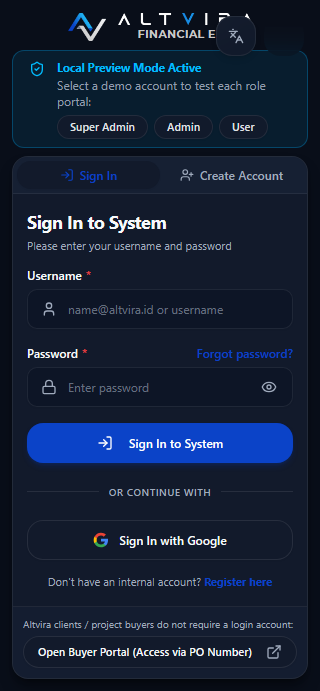 ALTVIRA
FINANCIAL E
Local Preview Mode Active
Select a demo account to test each role
portal:
Super Admin Admin User
Sign In Create Account
Sign In to System
Please enter your username and password
Username *
name@altvira.id or username
Password * Forgot password?
Enter password
Sign In to System
OR CONTINUE WITH
Sign In with Google
Don't have an internal account? Register here
Altvira clients / project buyers do not require a login account:
Open Buyer Portal (Access via PO Number)